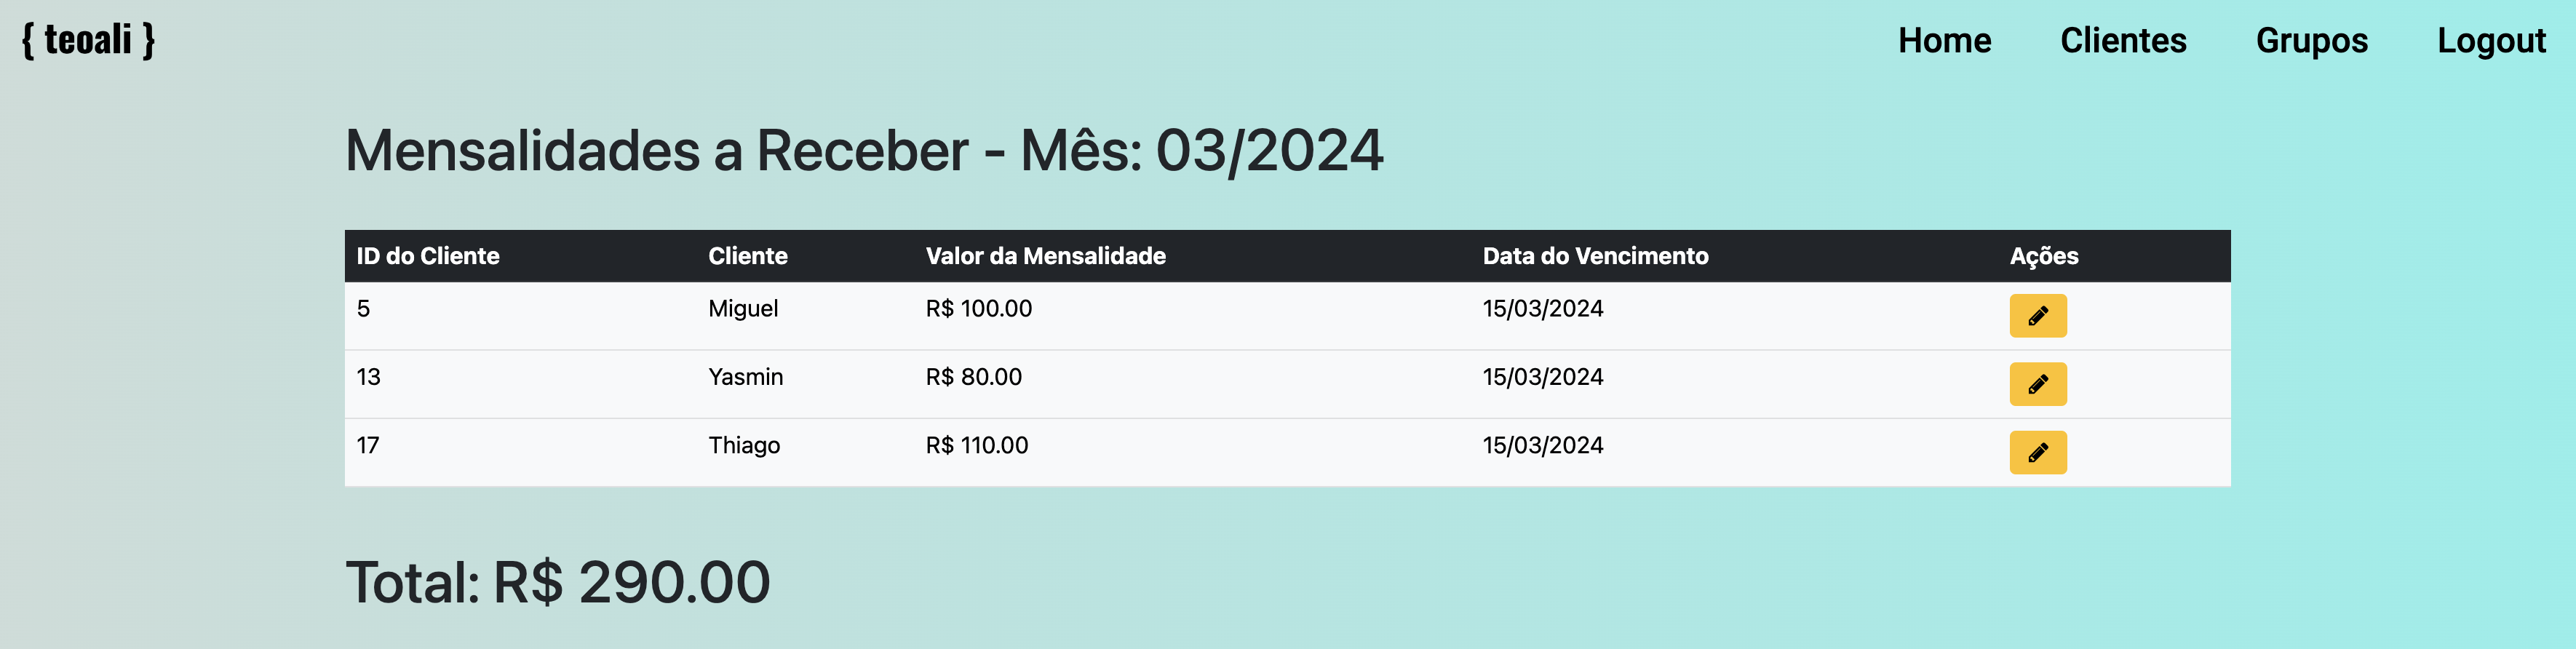 { teoali } Home Clientes Grupos Logout
Mensalidades a Receber - Mês: 03/2024
ID do Cliente Cliente Valor da Mensalidade Data do Vencimento Ações
5 Miguel R$ 100.00 15/03/2024
13 Yasmin R$ 80.00 15/03/2024
17 Thiago R$ 110.00 15/03/2024
Total: R$ 290.00